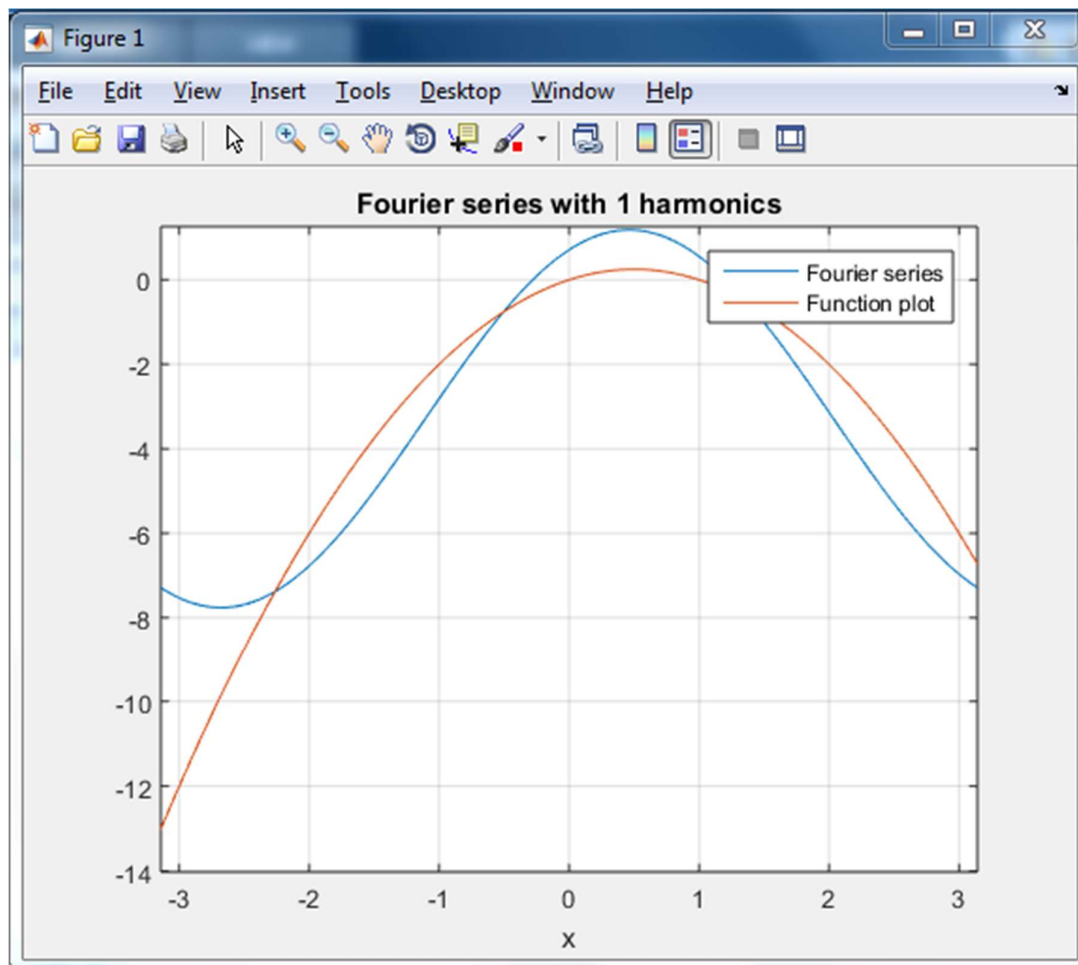 Figure 1
File Edit View Insert Tools Desktop Window Help
Fourier series with 1 harmonics
Fourier series
Function plot
0
-2
-4
-6
-8
-10
-12
-14
-3 -2 -1 0 1 2 3
x